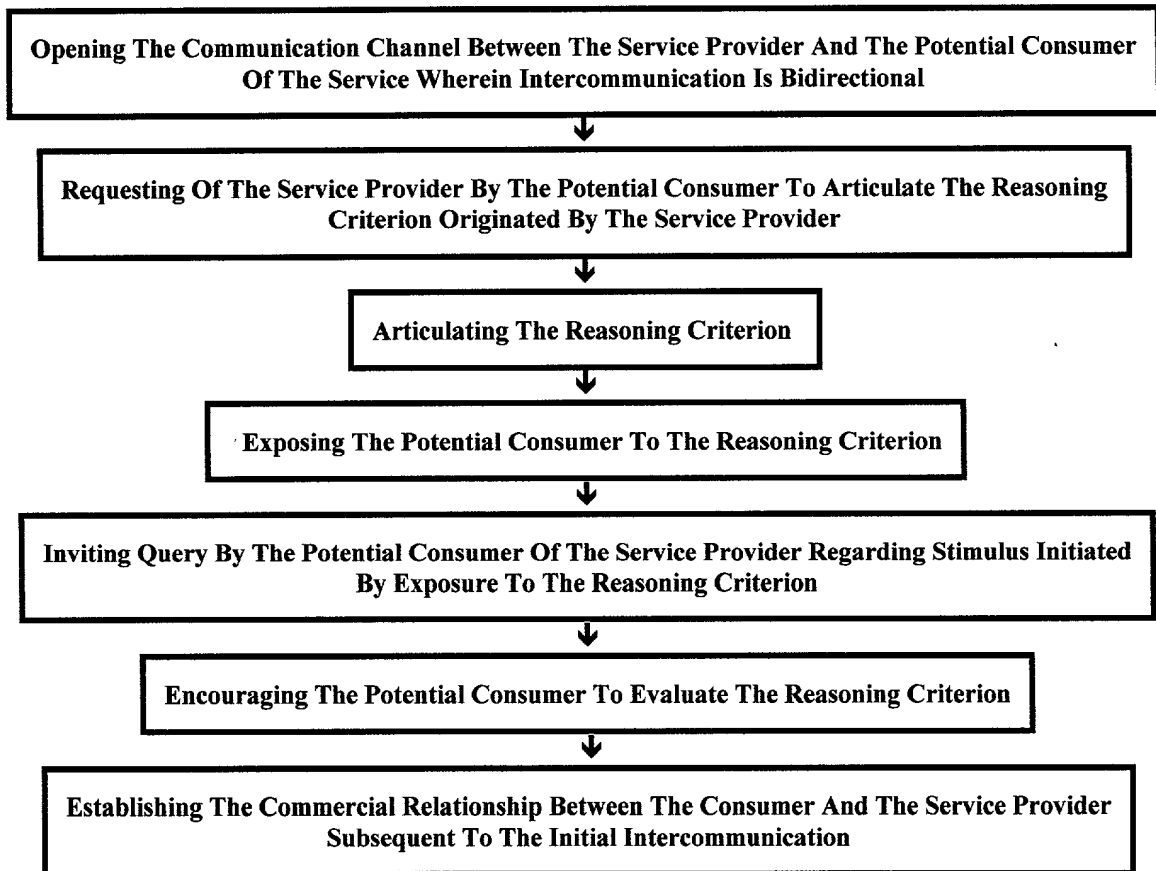 Opening The Communication Channel Between The Service Provider And The Potential Consumer
Of The Service Wherein Intercommunication Is Bidirectional
Requesting Of The Service Provider By The Potential Consumer To Articulate The Reasoning
Criterion Originated By The Service Provider
Articulating The Reasoning Criterion
Exposing The Potential Consumer To The Reasoning Criterion
Inviting Query By The Potential Consumer Of The Service Provider Regarding Stimulus Initiated
By Exposure To The Reasoning Criterion
Encouraging The Potential Consumer To Evaluate The Reasoning Criterion
Establishing The Commercial Relationship Between The Consumer And The Service Provider
Subsequent To The Initial Intercommunication